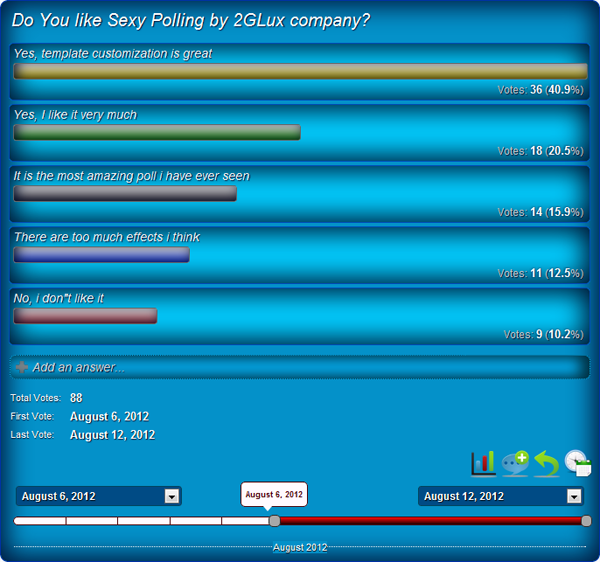 Do You like Sexy Polling by 2GLux company?
Yes, template customization is great
Votes: 36 (40.9%)
Yes, I like it very much
Votes: 18 (20.5%)
It is the most amazing poll i have ever seen
Votes: 14 (15.9%)
There are too much effects i think
Votes: 11 (12.5%)
No, i don"t like it
Votes: 9 (10.2%)
Add an answer...
Total Votes: 88
First Vote: August 6, 2012
Last Vote: August 12, 2012
August 6, 2012 August 6, 2012 August 12, 2012
August 2012